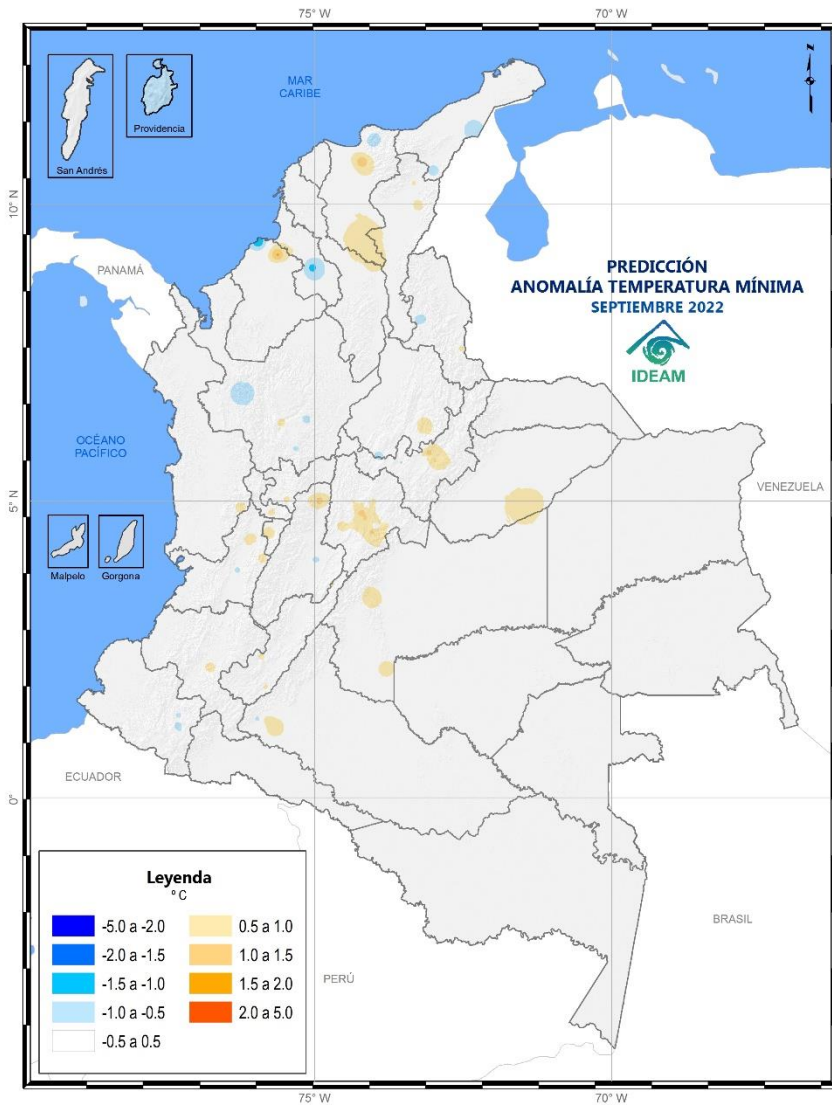 75° W
70° W
MAR
CARIBE
N
San Andrés
Providencia
10° N
PANAMÁ
PREDICCIÓN
ANOMALÍA TEMPERATURA MÍNIMA
SEPTIEMBRE 2022
IDEAM
OCÉANO
PACÍFICO
VENEZUELA
5° N
Malpelo
Gorgona
ECUADOR
0°
Leyenda
° C
-5.0 a -2.0
0.5 a 1.0
-2.0 a -1.5
1.0 a 1.5
-1.5 a -1.0
1.5 a 2.0
-1.0 a -0.5
2.0 a 5.0
-0.5 a 0.5
BRASIL
PERÚ
75° W
70° W